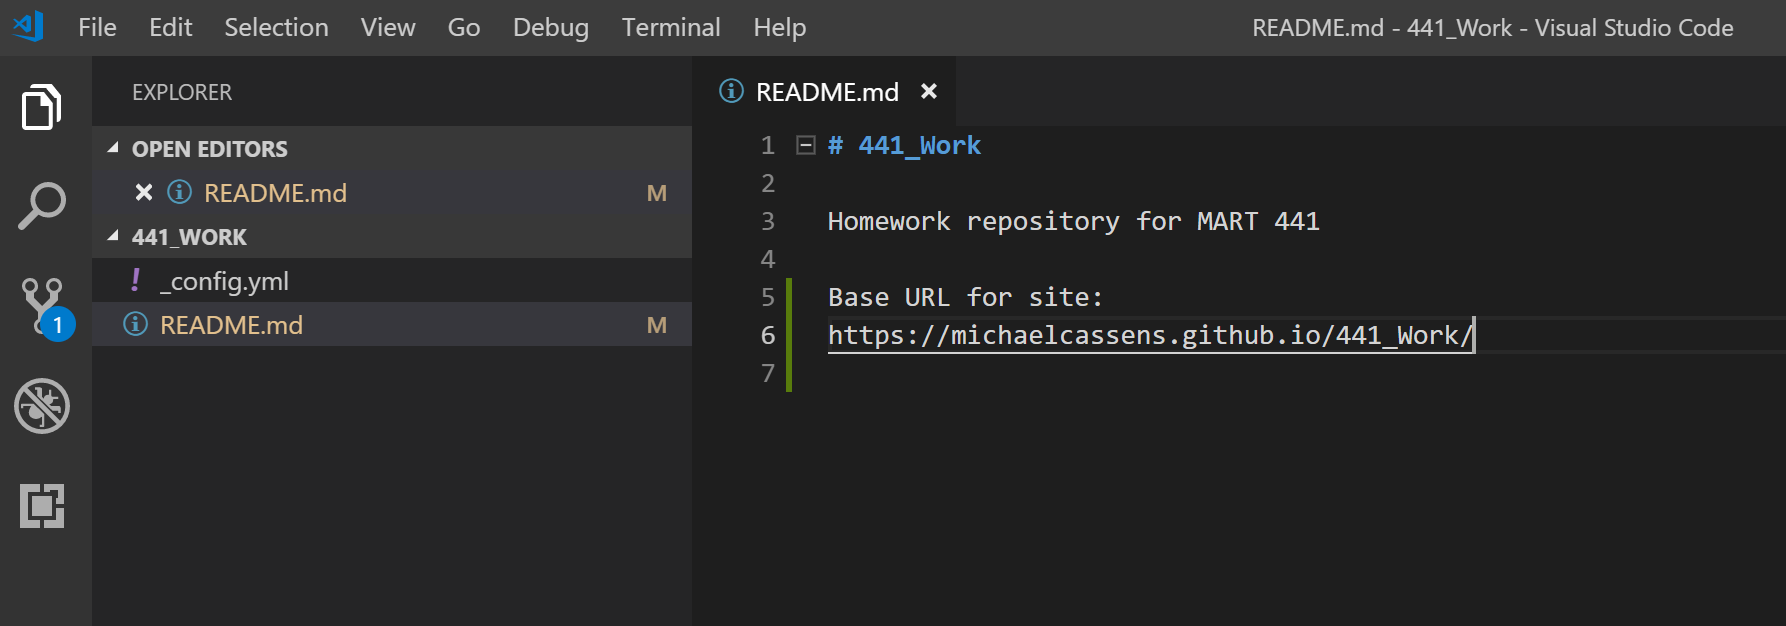 File Edit Selection View Go Debug Terminal Help README.md - 441_Work - Visual Studio Code
EXPLORER
OPEN EDITORS
README.md M
441_WORK
_config.yml
README.md M
1
README.md
1 # 441_Work
2
3 Homework repository for MART 441
4
5 Base URL for site:
6 https://michaelcassens.github.io/441_Work/
7